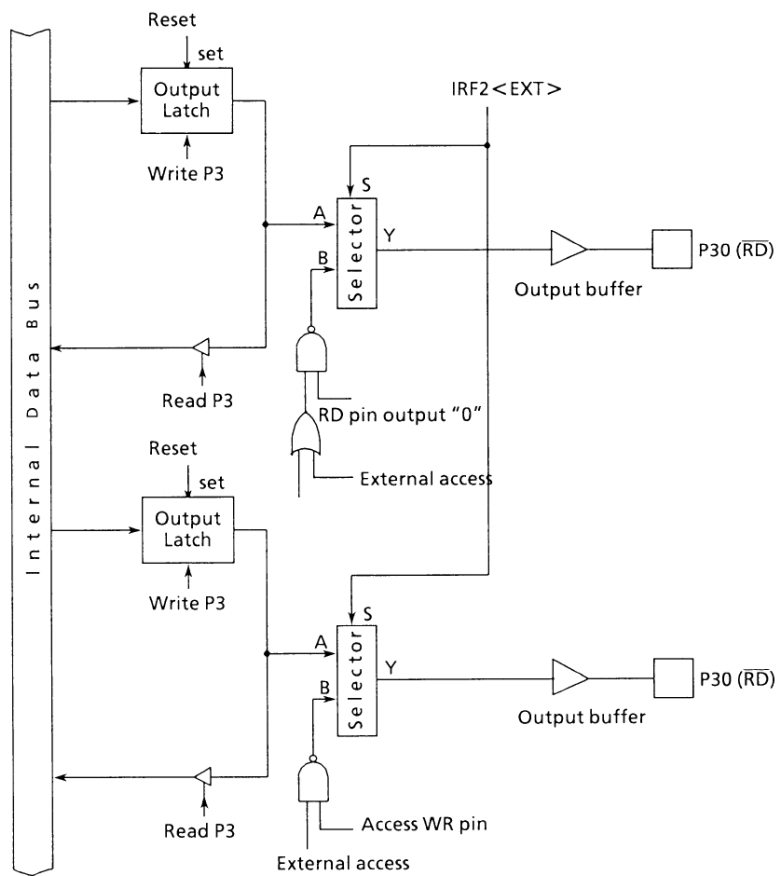 Reset
set
Output
Latch
IRF2<EXT>
Write P3
S
A
Selector
Y
P30 (RD)
B
Output buffer
Internal Data Bus
Read P3
RD pin output "0"
Reset
External access
set
Output
Latch
Write P3
S
A
Selector
Y
P30 (RD)
B
Output buffer
Read P3
Access WR pin
External access